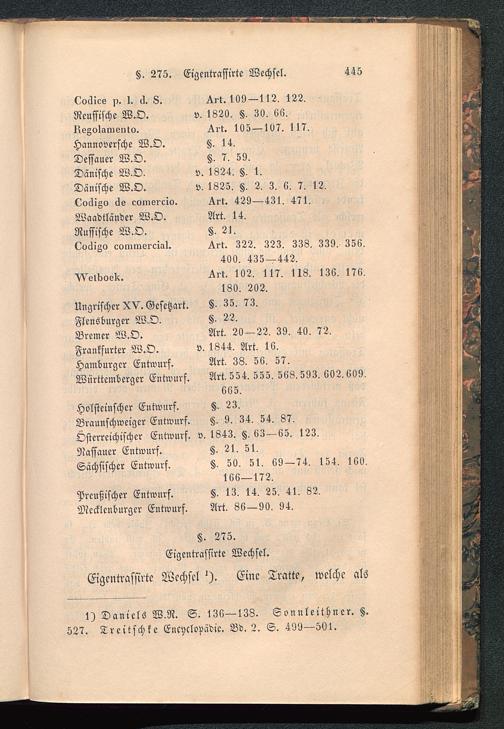 §. 275. Eigentrassirte Wechsel. 445
Codice p. l. d. S. Art. 109—112. 122.
Reussische W.O. v. 1820. §. 30. 66.
Regolamento. Art. 105—107. 117.
Hannoversche W.O. §. 14.
Dessauer W.O. §. 7. 59.
Dänische W.O. v. 1824. §. 1.
Dänische W.O. v. 1825. §. 2. 3. 6. 7. 12.
Codigo de comercio. Art. 429—431. 471.
Waadtländer W.O. Art. 14.
Russische W.O. §. 21.
Codigo commercial. Art. 322. 323. 338. 339. 356.
400. 435—442.
Wetboek. Art. 102. 117. 118. 136. 176.
180. 202.
Ungrischer XV. Gesetzart. §. 35. 73.
Flensburger W.O. §. 22.
Bremer W.O. Art. 20—22. 39. 40. 72.
Frankfurter W.O. v. 1844. Art. 16.
Hamburger Entwurf. Art. 38. 56. 57.
Württemberger Entwurf. Art. 554. 555. 568. 593. 602. 609.
665.
Holsteinscher Entwurf. §. 23.
Braunschweiger Entwurf. §. 9. 34. 54. 87.
Österreichischer Entwurf. v. 1843. §. 63—65. 123.
Nassauer Entwurf. §. 21. 51.
Sächsischer Entwurf. §. 50. 51. 69—74. 154. 160.
166—172.
Preußischer Entwurf. §. 13. 14. 25. 41. 82.
Mecklenburger Entwurf. Art. 86—90. 94.
§. 275.
Eigentrassirte Wechsel.
Eigentrassirte Wechsel ¹). Eine Tratte, welche als
1) Daniels W.R. S. 136—138. Sonnleithner. §.
527. Treitschke Encyclopädie. Bd. 2. S. 499—501.